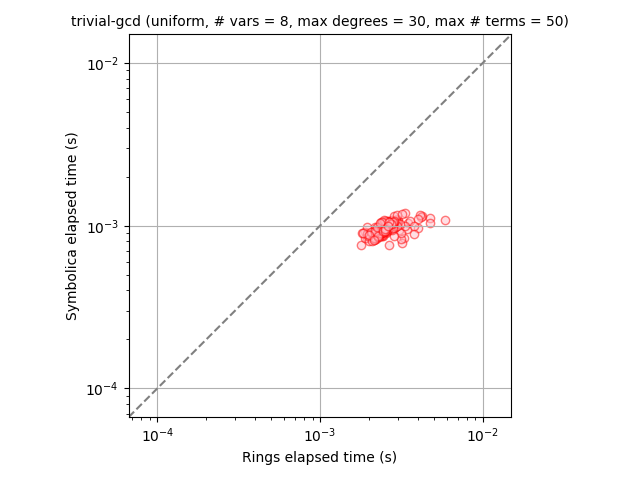 trivial-gcd (uniform, # vars = 8, max degrees = 30, max # terms = 50)
Symbolica elapsed time (s)
10⁻²
10⁻³
10⁻⁴
10⁻⁴
10⁻³
10⁻²
Rings elapsed time (s)